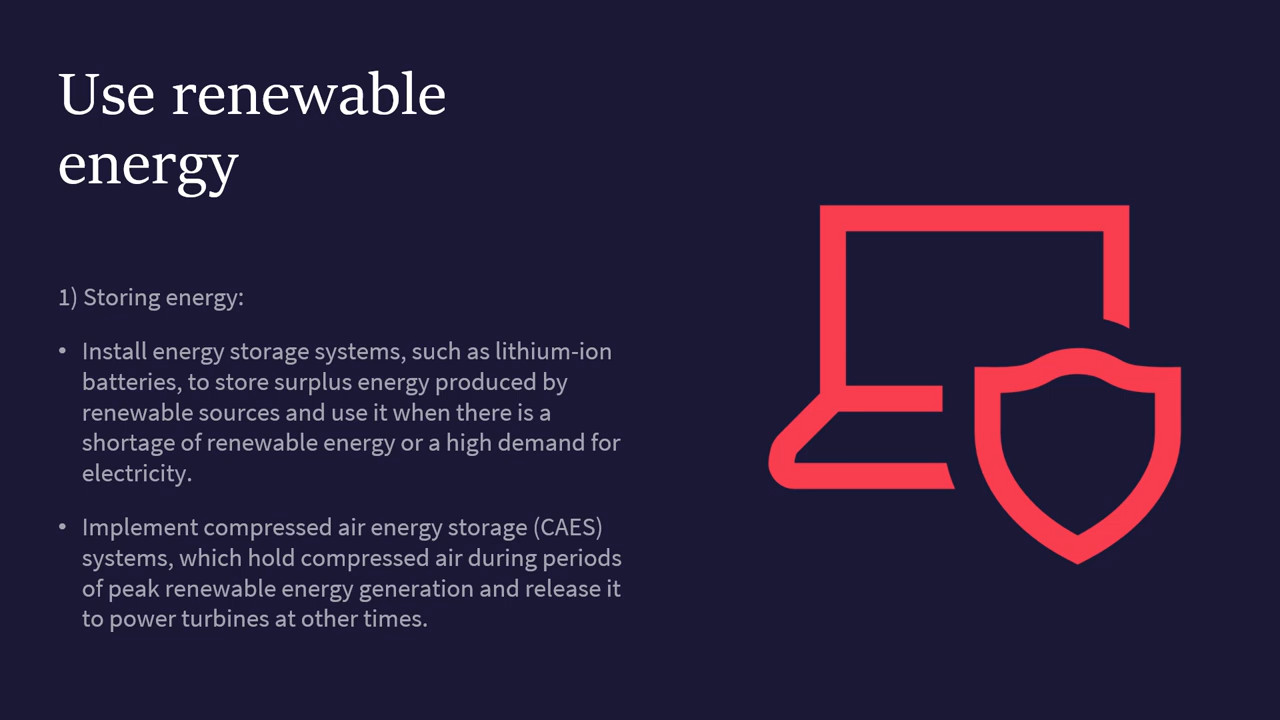 Use renewable
energy
1) Storing energy:
• Install energy storage systems, such as lithium-ion
batteries, to store surplus energy produced by
renewable sources and use it when there is a
shortage of renewable energy or a high demand for
electricity.
• Implement compressed air energy storage (CAES)
systems, which hold compressed air during periods
of peak renewable energy generation and release it
to power turbines at other times.